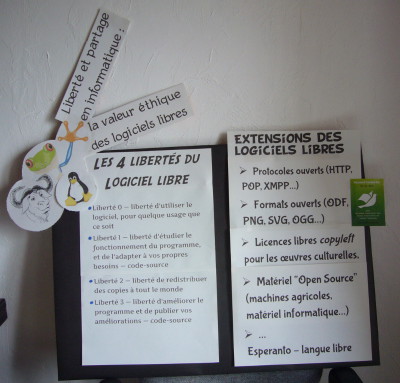 Liberté et partage
en informatique :
la valeur éthique
des logiciels libres
LES 4 LIBERTÉS DU
LOGICIEL LIBRE
Liberté 0 – liberté d'utiliser le
logiciel, pour quelque usage que
ce soit
Liberté 1 – liberté d'étudier le
fonctionnement du programme,
et de l'adapter à vos propres
besoins – code-source
Liberté 2 – liberté de redistribuer
des copies à tout le monde
Liberté 3 – liberté d'améliorer le
programme et de publier vos
améliorations – code-source
EXTENSIONS DES
LOGICIELS LIBRES
➢ Protocoles ouverts (HTTP,
POP, XMPP...)
➢ Formats ouverts (ODF,
PNG, SVG, OGG...)
➢ Licences libres copyleft
pour les œuvres culturelles.
➢ Matériel "Open Source"
(machines agricoles,
matériel informatique...)
➢ ...
Esperanto – langue libre